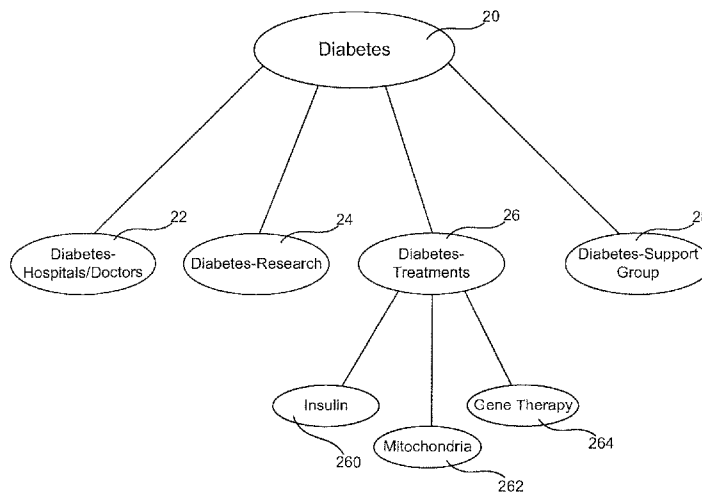 20
Diabetes
22
24
26
Diabetes-
Hospitals/Doctors
Diabetes-Research
Diabetes-
Treatments
Diabetes-Support
Group
Insulin
Gene Therapy
Mitochondria
260
264
262